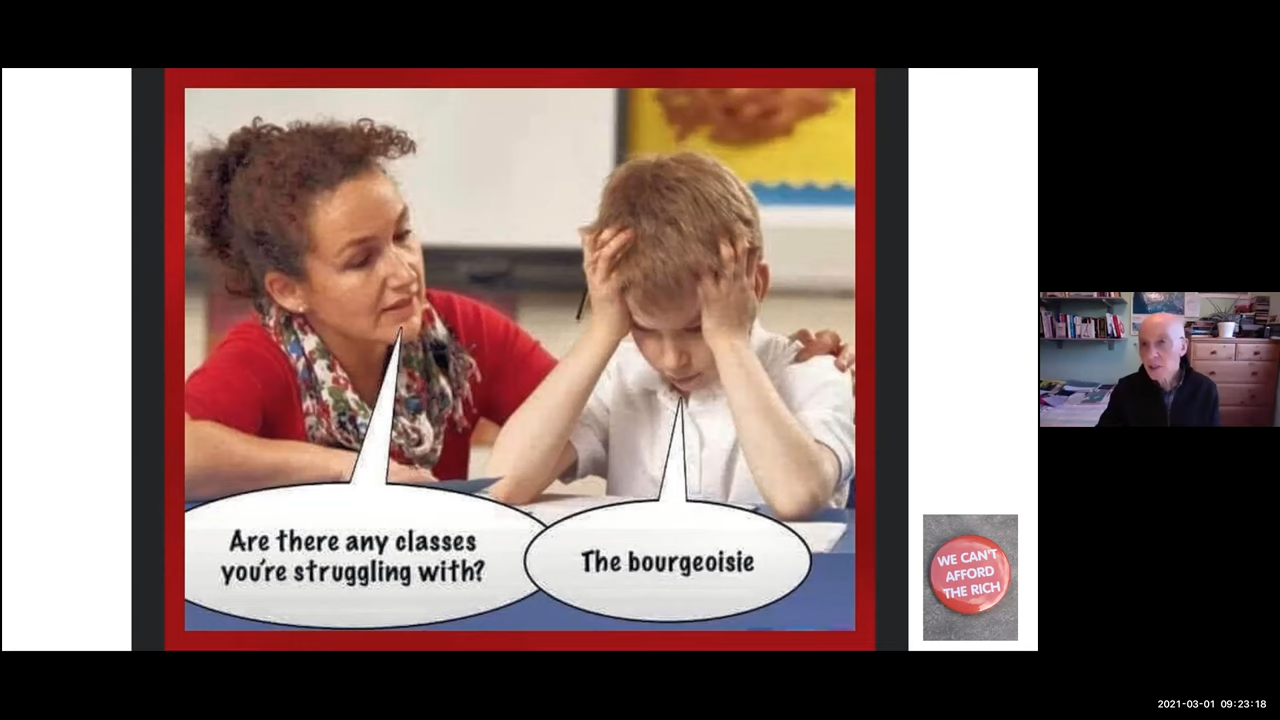 Are there any classes
you're struggling with?
The bourgeoisie
WE CAN'T
AFFORD
THE RICH
2021-03-01 09:23:18